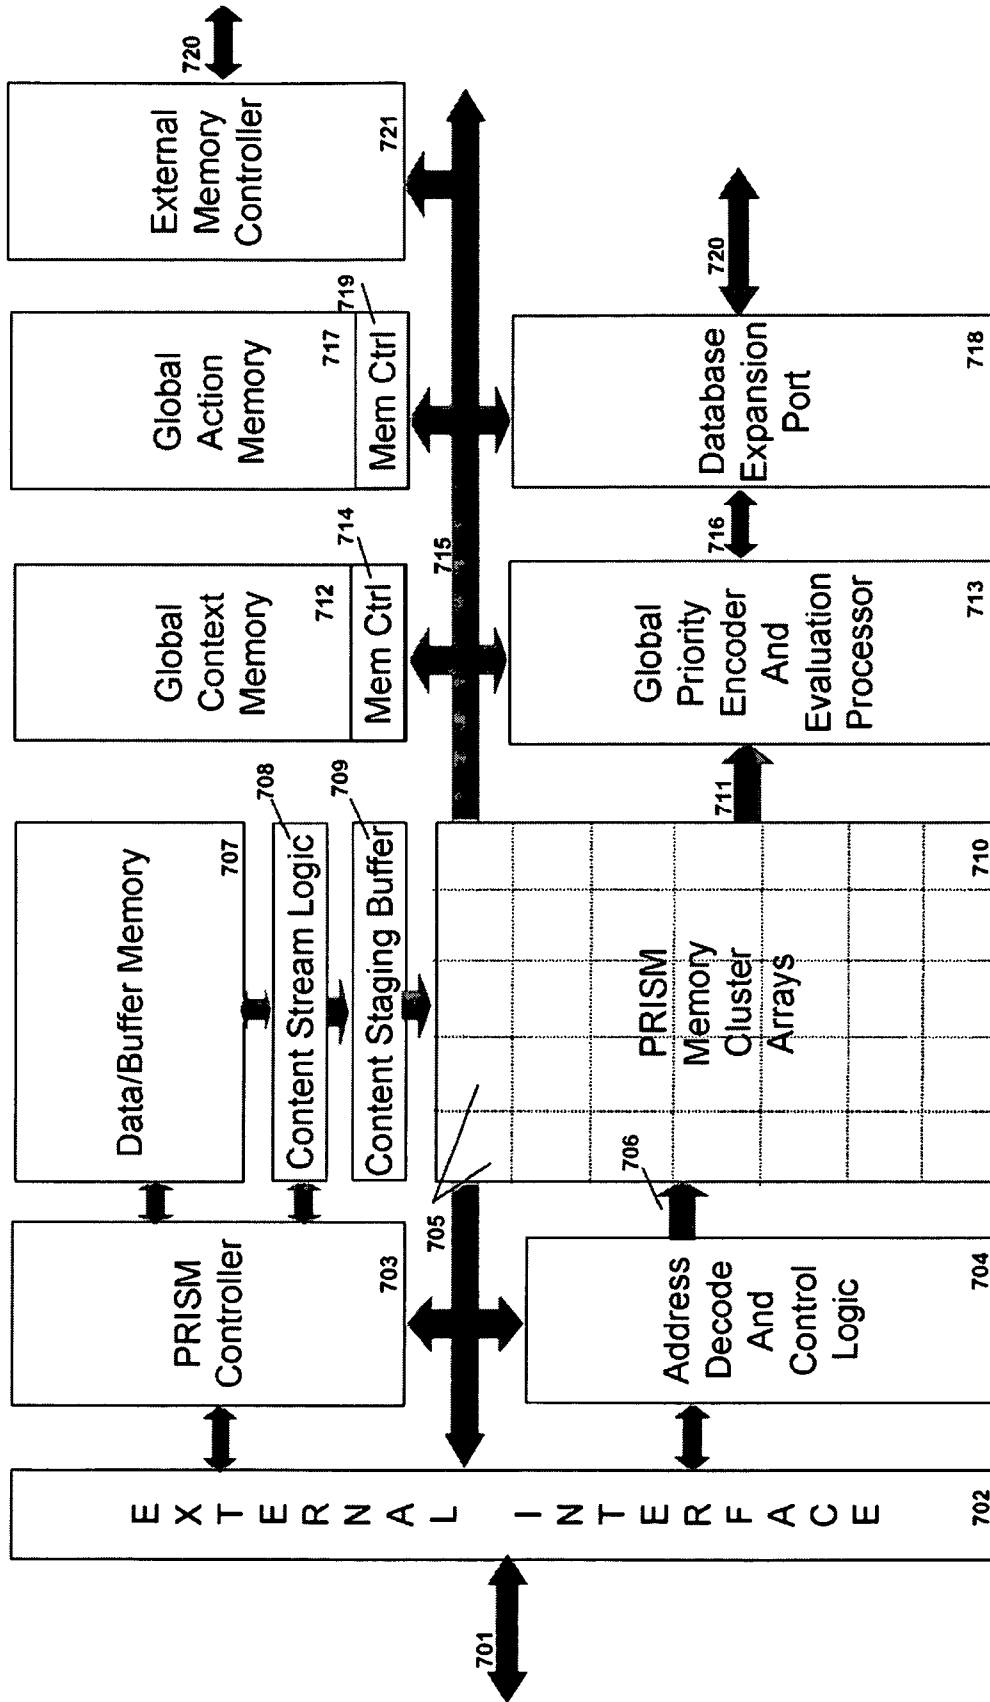 701
E X T E R N A L I N T E R F A C E
702
PRISM
Controller
703
Address
Decode
And
Control
Logic
704
705
706
Data/Buffer Memory
707
Content Stream Logic
708
Content Staging Buffer
709
PRISM
Memory
Cluster
Arrays
710
711
Global
Context
Memory
712
Mem Ctrl
714
715
Global
Priority
Encoder
And
Evaluation
Processor
713
716
Global
Action
Memory
717
Mem Ctrl
719
Database
Expansion
Port
718
720
External
Memory
Controller
721
720